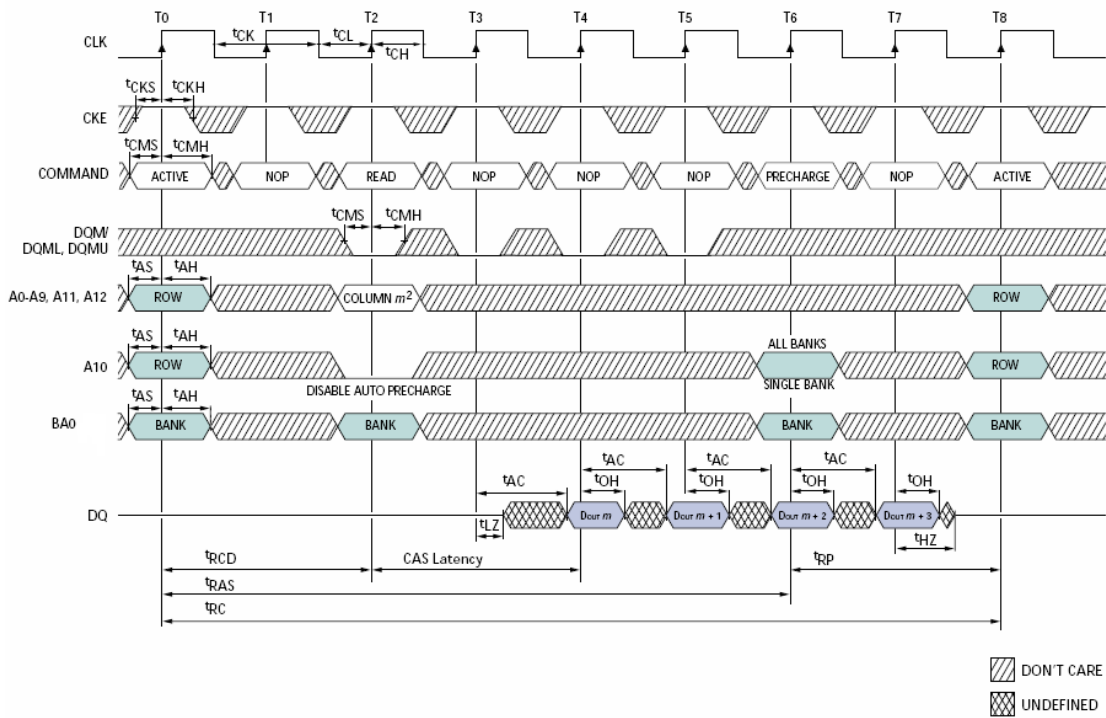 T0 T1 T2 T3 T4 T5 T6 T7 T8
CLK
tCK tCL
tCH
tCKS tCKH
CKE
tCMS tCMH
COMMAND ACTIVE NOP READ NOP NOP NOP PRECHARGE NOP ACTIVE
tCMS tCMH
DQM/
DQML, DQMU
tAS tAH
A0-A9, A11, A12 ROW COLUMN m2 ROW
tAS tAH
ALL BANKS
A10 ROW ROW
DISABLE AUTO PRECHARGE SINGLE BANK
tAS tAH
BA0 BANK BANK BANK BANK
tAC tAC tAC tAC
tOH tOH tOH tOH
DQ DOUT m DOUT m + 1 DOUT m + 2 DOUT m + 3
tLZ tHZ
tRCD CAS Latency tRP
tRAS
tRC
DON'T CARE
UNDEFINED